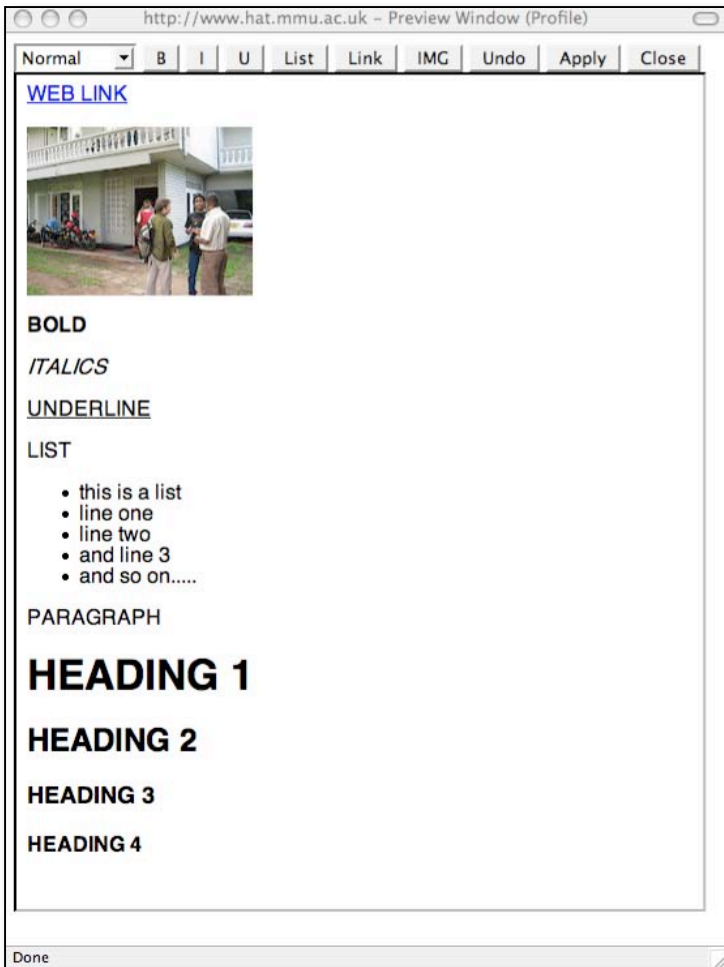 http://www.hat.mmu.ac.uk – Preview Window (Profile)
Normal B I U List Link IMG Undo Apply Close
WEB LINK
BOLD
ITALICS
UNDERLINE
LIST
• this is a list
• line one
• line two
• and line 3
• and so on.....
PARAGRAPH
HEADING 1
HEADING 2
HEADING 3
HEADING 4
Done